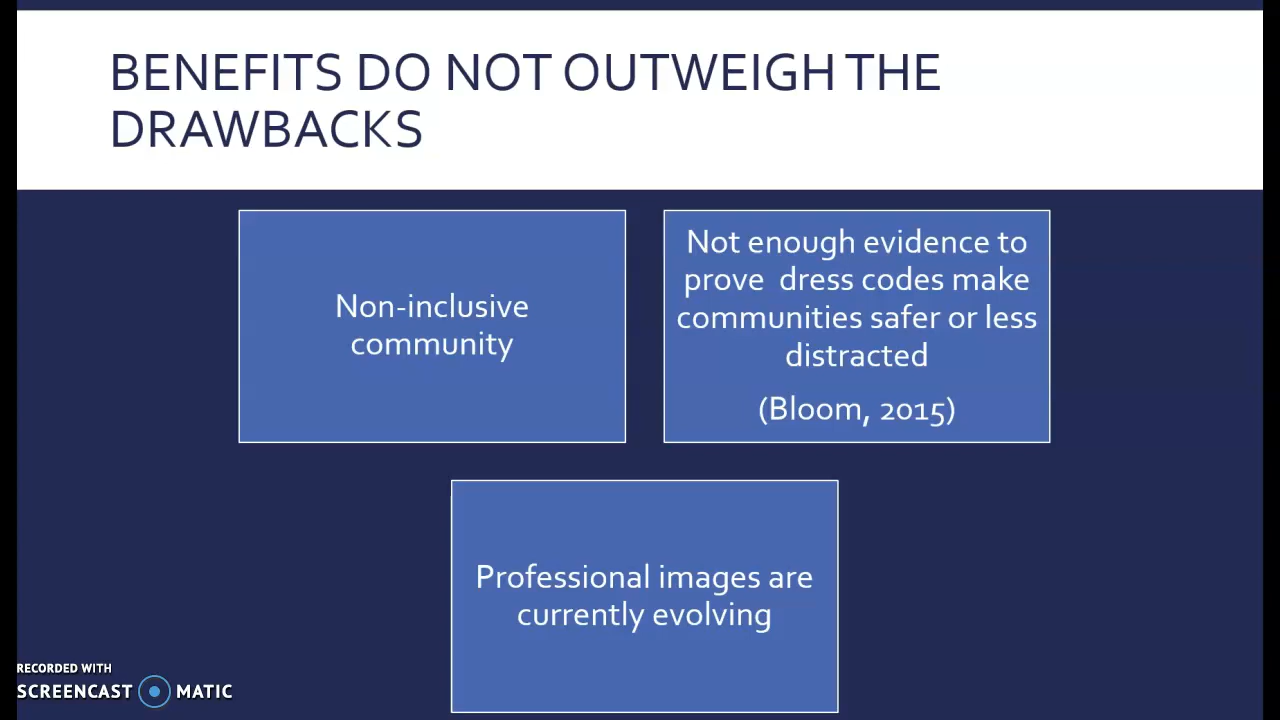 BENEFITS DO NOT OUTWEIGH THE
DRAWBACKS
Non-inclusive
community
Not enough evidence to
prove  dress codes make
communities safer or less
distracted
(Bloom, 2015)
Professional images are
currently evolving
RECORDED WITH
SCREENCAST MATIC